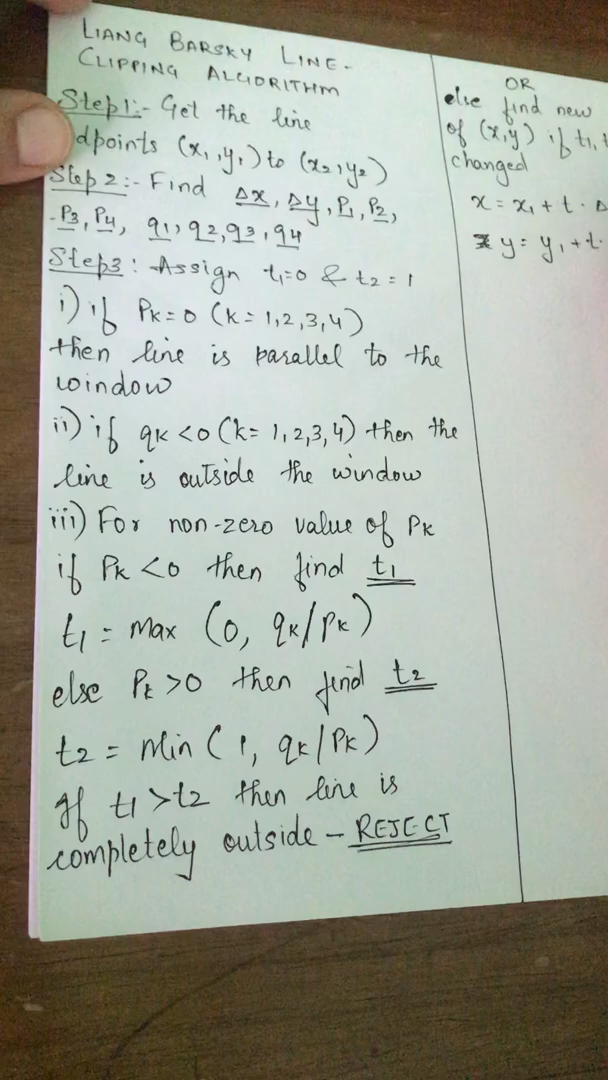 LIANG BARSKY LINE-
CLIPPING ALGORITHM
Step1:- Get the line
dpoints (x1,y1) to (x2,y2)
Step 2:- Find Δx, Δy, P1, P2,
P3, P4, q1, q2, q3, q4
Step3: Assign t1=0 & t2=1
i) if PK=0 (K=1,2,3,4)
then line is parallel to the
window
ii) if qK<0 (K=1,2,3,4) then the
line is outside the window
iii) For non-zero value of PK
if PK<0 then find t1
t1 = Max (0, qK/PK)
else PK>0 then find t2
t2 = Min (1, qK/PK)
If t1>t2 then line is
completely outside - REJECT
OR
else find new
of (x,y) if t1,t
changed
x = x1 + t. Δ
y = y1 + t.